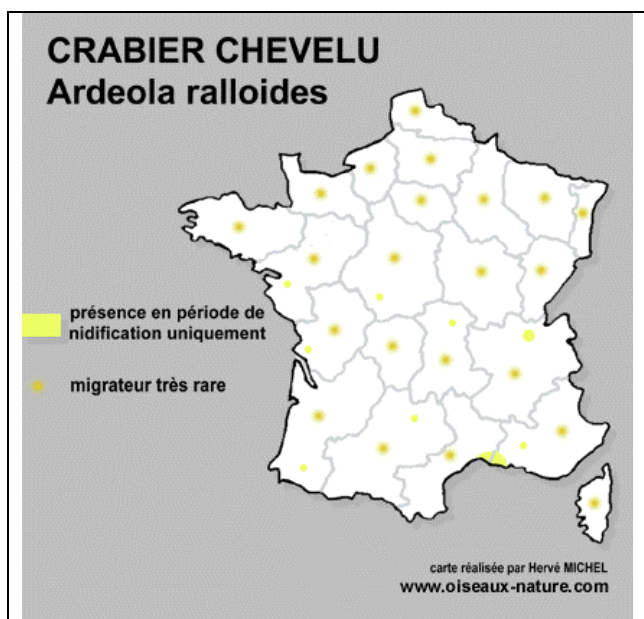 CRABIER CHEVELU
Ardeola ralloides
présence en période de
nidification uniquement
migrateur très rare
carte réalisée par Hervé MICHEL
www.oiseaux-nature.com